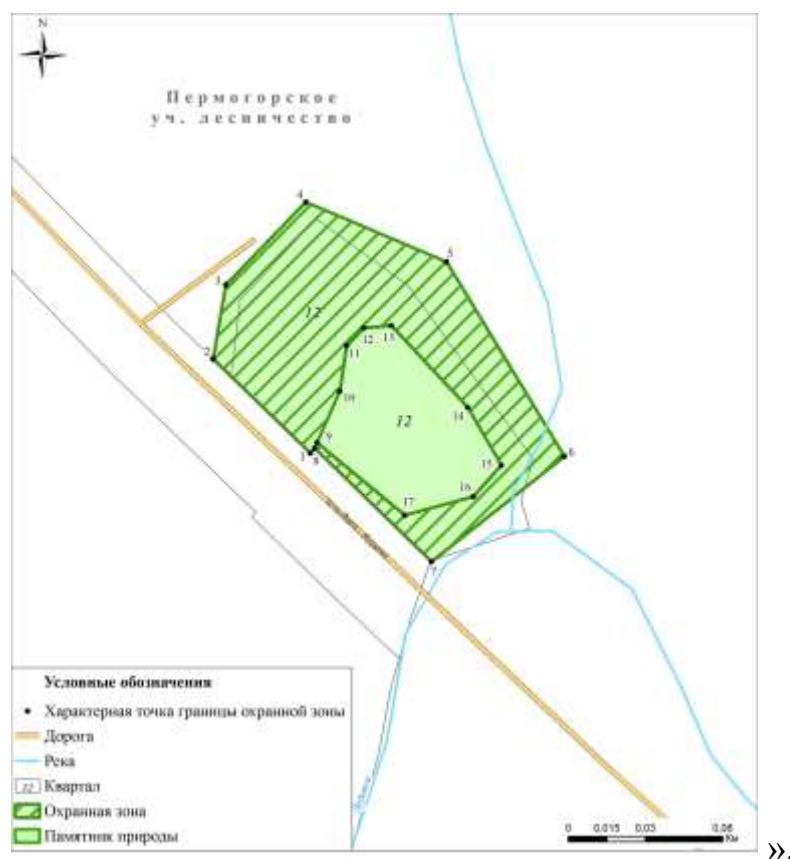 N
Пермогорское
уч. лесничество
4
5
3
12
12
13
2
11
10
14
12
9
1
8
15
6
16
17
7
Условные обозначения
Характерная точка границы охранной зоны
Дорога
Река
12 Квартал
Охранная зона
Памятник природы
0 0,015 0,03 0,06
Км
».